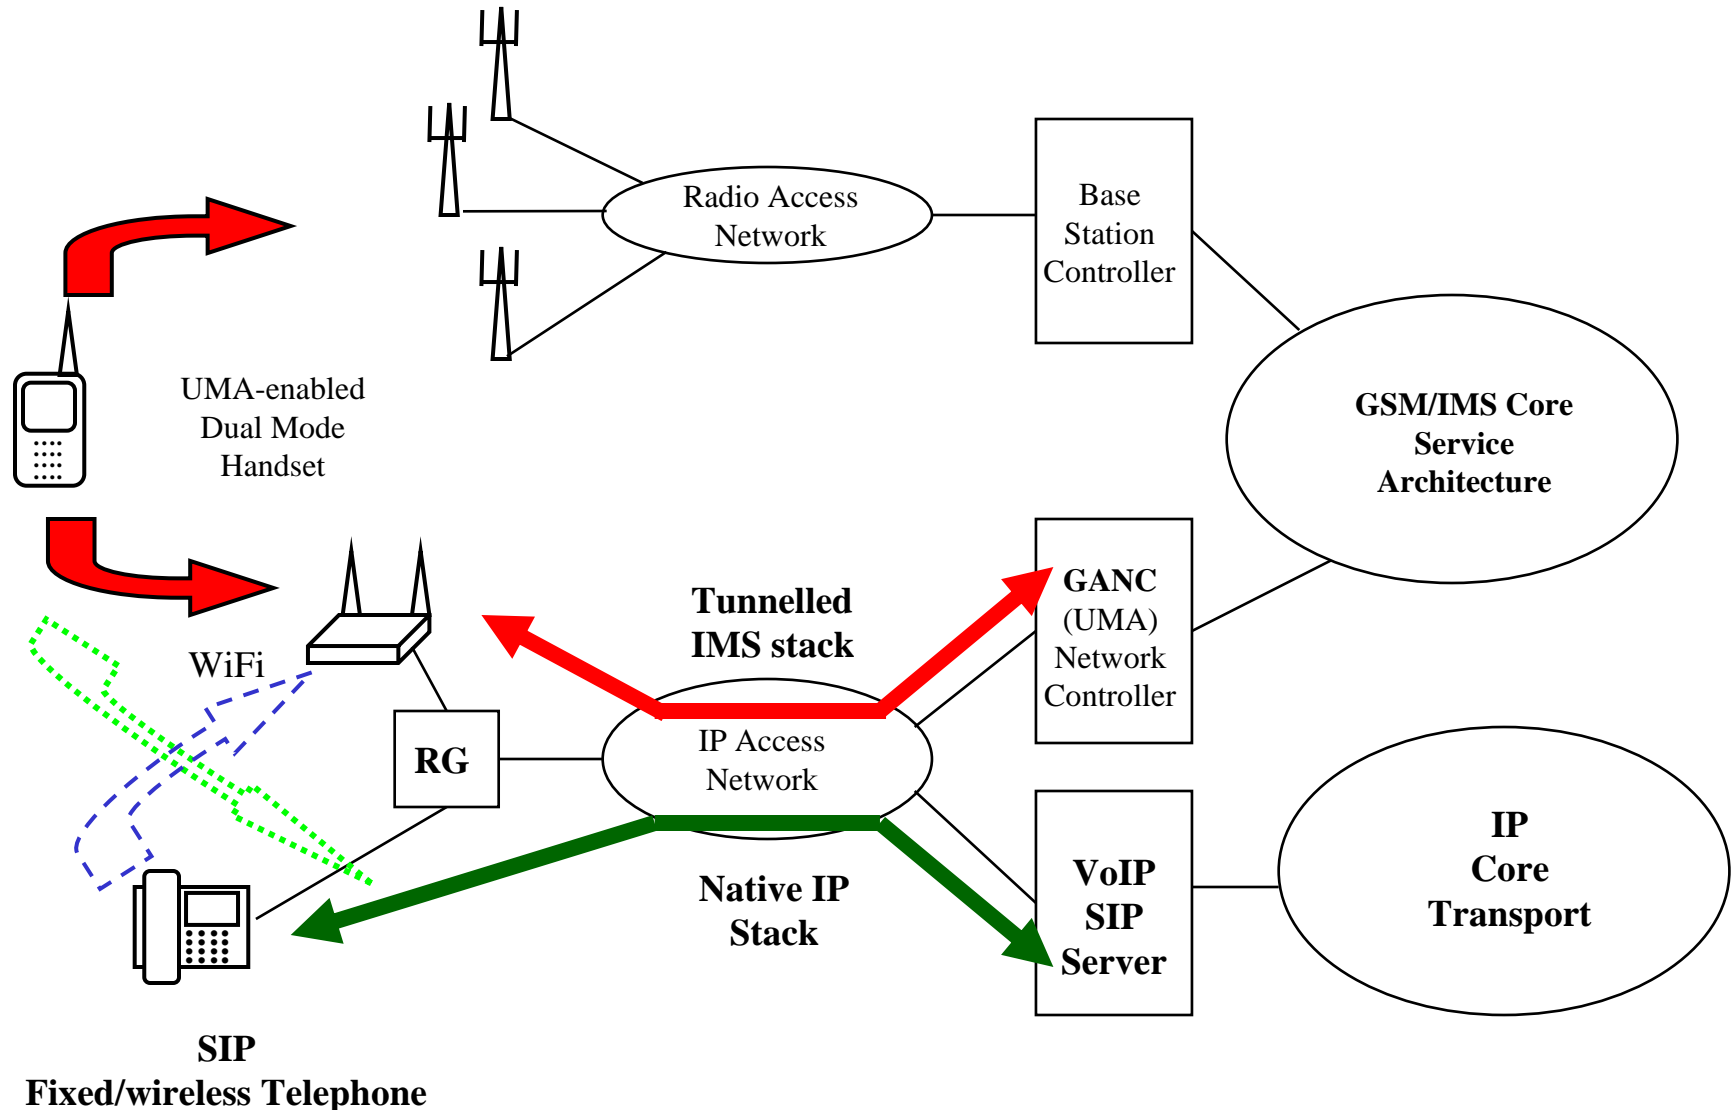 Radio Access
Network
Base
Station
Controller
UMA-enabled
Dual Mode
Handset
GSM/IMS Core
Service
Architecture
WiFi
Tunnelled
IMS stack
GANC
(UMA)
Network
Controller
RG
IP Access
Network
Native IP
Stack
VoIP
SIP
Server
IP
Core
Transport
SIP
Fixed/wireless Telephone